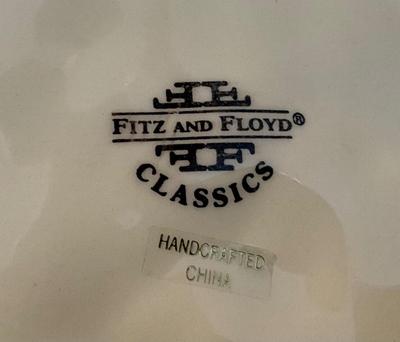 FITZ AND FLOYD®
CLASSICS
HANDCRAFTED
CHINA